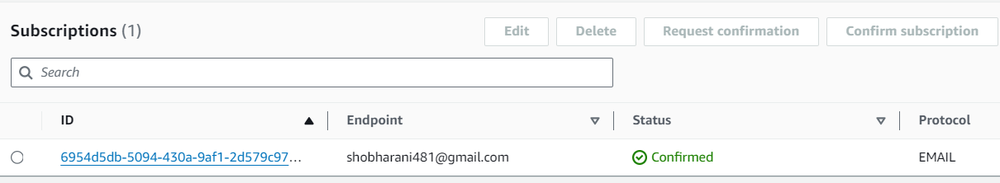 Subscriptions (1)
Edit
Delete
Request confirmation
Confirm subscription
Search
ID
Endpoint
Status
Protocol
6954d5db-5094-430a-9af1-2d579c97...
shobharani481@gmail.com
Confirmed
EMAIL